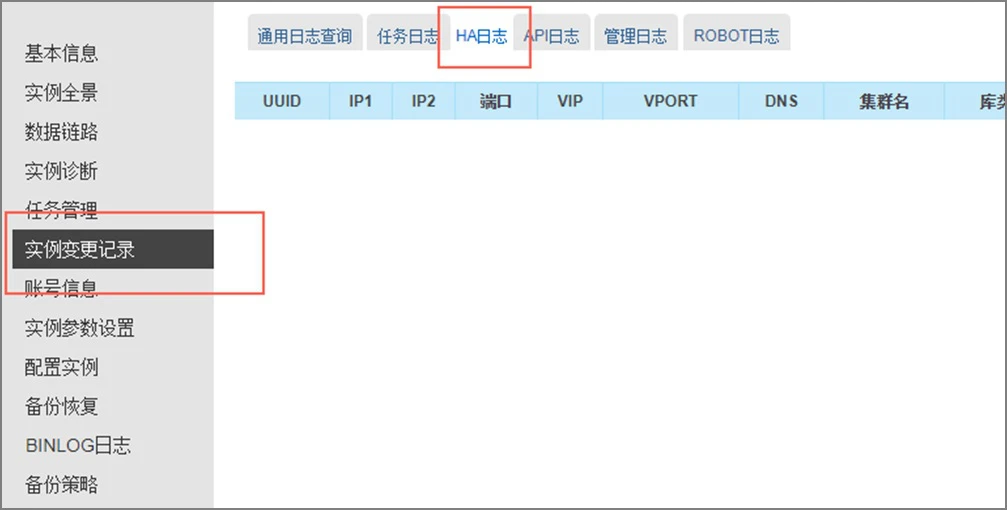 通用日志查询 任务日志 HA日志 API日志 管理日志 ROBOT日志
UUID IP1 IP2 端口 VIP VPORT DNS 集群名 库类
基本信息
实例全景
数据链路
实例诊断
任务管理
实例变更记录
账号信息
实例参数设置
配置实例
备份恢复
BINLOG日志
备份策略